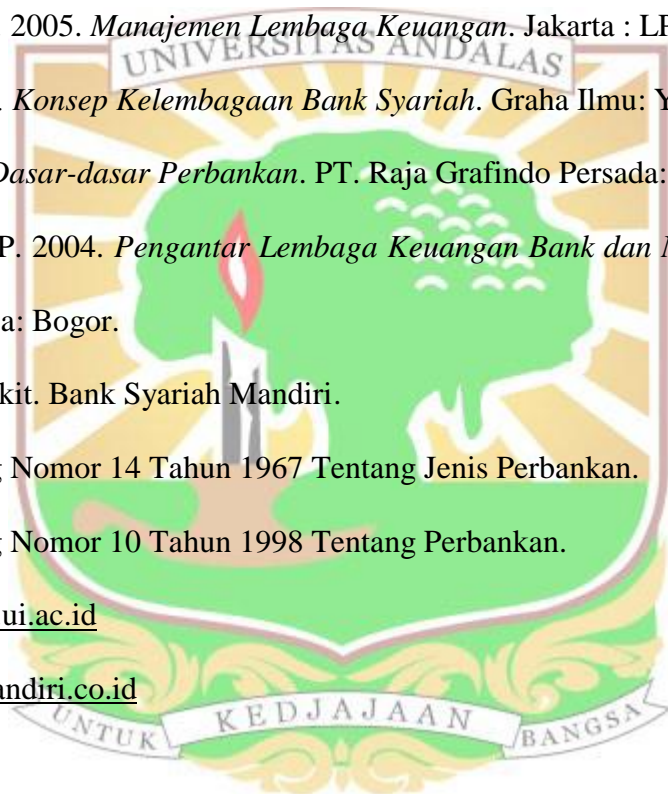 2005. Manajemen Lembaga Keuangan. Jakarta : LE
UNIVERSITAS ANDALAS
. Konsep Kelembagaan Bank Syariah. Graha Ilmu: Y
Dasar-dasar Perbankan. PT. Raja Grafindo Persada:
P. 2004. Pengantar Lembaga Keuangan Bank dan
a: Bogor.
kit. Bank Syariah Mandiri.
g Nomor 14 Tahun 1967 Tentang Jenis Perbankan.
g Nomor 10 Tahun 1998 Tentang Perbankan.
ui.ac.id
andiri.co.id
UNTUK KEDJAJAAN BANGSA